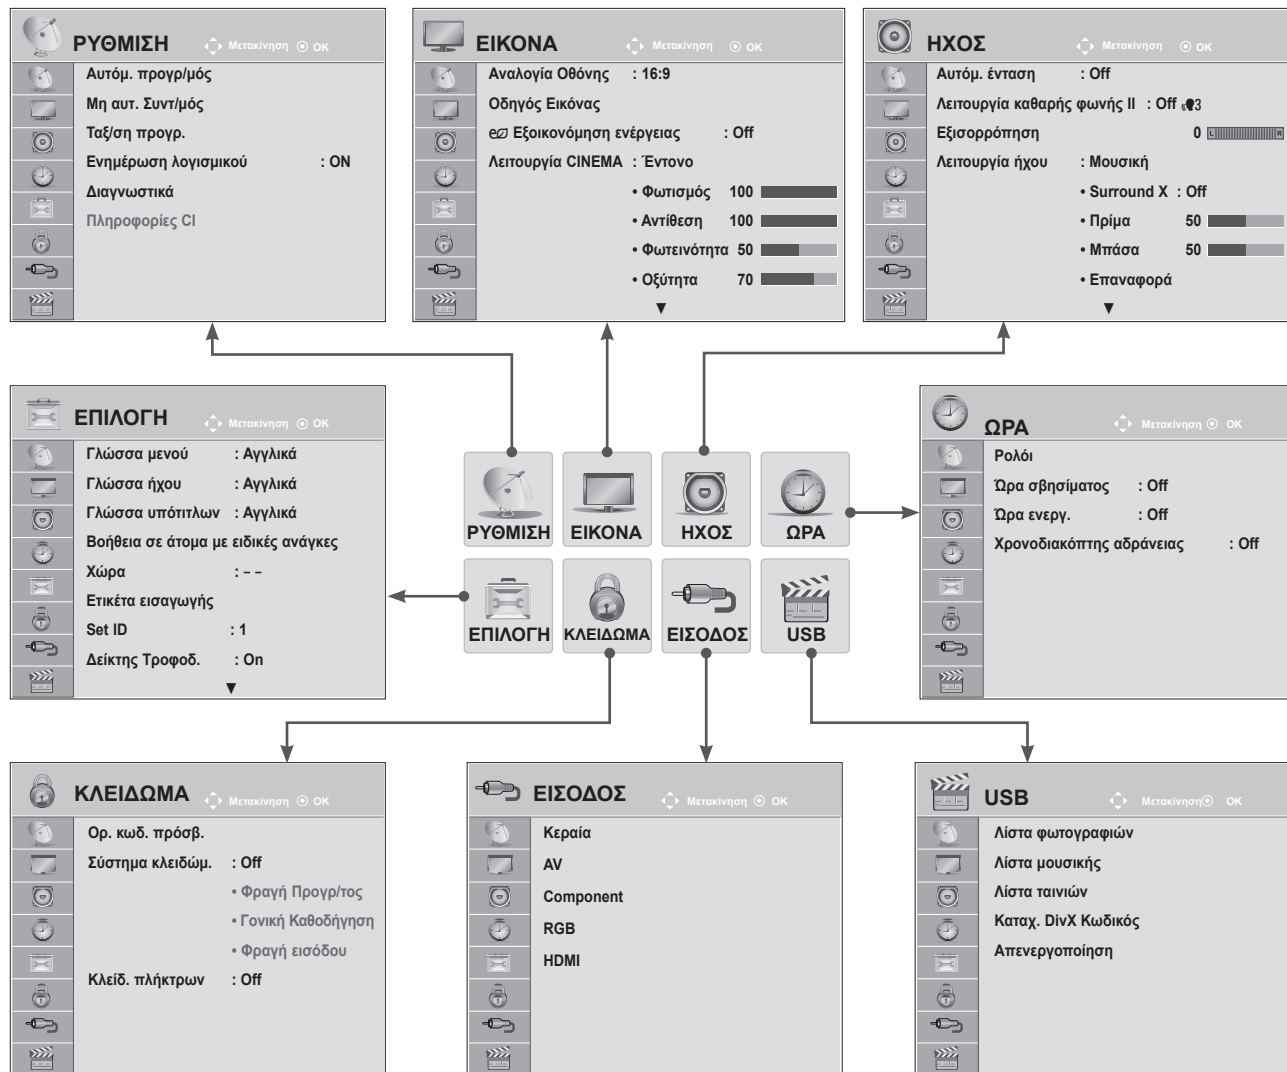 ΡΥΘΜΙΣΗ Μετακίνηση OK
Αυτόμ. προγρ/μός
Μη αυτ. Συντ/μός
Ταξ/ση προγρ.
Ενημέρωση λογισμικού : ON
Διαγνωστικά
Πληροφορίες CI
ΕΙΚΟΝΑ Μετακίνηση OK
Αναλογία Οθόνης : 16:9
Οδηγός Εικόνας
Εξοικονόμηση ενέργειας : Off
Λειτουργία CINEMA : Έντονο
• Φωτισμός 100
• Αντίθεση 100
• Φωτεινότητα 50
• Οξύτητα 70
▼
ΗΧΟΣ Μετακίνηση OK
Αυτόμ. ένταση : Off
Λειτουργία καθαρής φωνής II : Off 3
Εξισορρόπηση 0 L R
Λειτουργία ήχου : Μουσική
• Surround X : Off
• Πρίμα 50
• Μπάσα 50
• Επαναφορά
▼
ΕΠΙΛΟΓΗ Μετακίνηση OK
Γλώσσα μενού : Αγγλικά
Γλώσσα ήχου : Αγγλικά
Γλώσσα υπότιτλων : Αγγλικά
Βοήθεια σε άτομα με ειδικές ανάγκες
Χώρα : – –
Ετικέτα εισαγωγής
Set ID : 1
Δείκτης Τροφοδ. : On
▼
ΡΥΘΜΙΣΗ ΕΙΚΟΝΑ ΗΧΟΣ ΩΡΑ
ΕΠΙΛΟΓΗ ΚΛΕΙΔΩΜΑ ΕΙΣΟΔΟΣ USB
ΩΡΑ Μετακίνηση OK
Ρολόι
Ώρα σβησίματος : Off
Ώρα ενεργ. : Off
Χρονοδιακόπτης αδράνειας : Off
ΚΛΕΙΔΩΜΑ Μετακίνηση OK
Ορ. κωδ. πρόσβ.
Σύστημα κλειδώμ. : Off
• Φραγή Προγρ/τος
• Γονική Καθοδήγηση
• Φραγή εισόδου
Κλείδ. πλήκτρων : Off
ΕΙΣΟΔΟΣ Μετακίνηση OK
Κεραία
AV
Component
RGB
HDMI
USB Μετακίνηση OK
Λίστα φωτογραφιών
Λίστα μουσικής
Λίστα ταινιών
Καταχ. DivX Κωδικός
Απενεργοποίηση